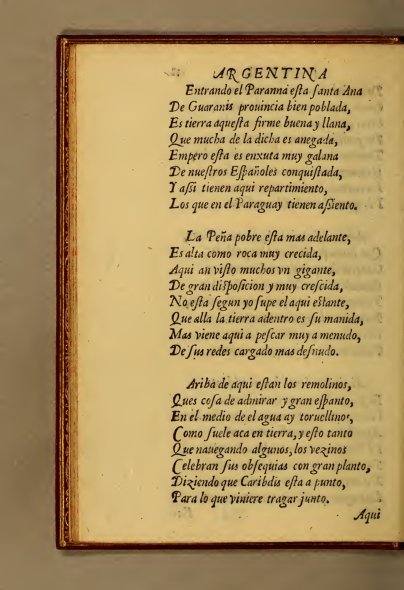 ARGENTINA
Entrando el Paranná eſta ſanta Ana
De Guaranis prouincia bien poblada,
Es tierra aqueſta firme buena y llana,
Que mucha de la dicha es anegada,
Empero eſta es enxuta muy galana
De nueſtros Eſpañoles conquiſtada,
Y aſsi tienen aqui repartimiento,
Los que en el Paraguay tienen aſsiento.
La Peña pobre eſta mas adelante,
Es alta como roca muy crecida,
Aqui an viſto muchos vn gigante,
De gran diſpoſicion y muy creſcida,
No eſta ſegun yo ſupe el aqui eſtante,
Que alla la tierra adentro es ſu manida,
Mas viene aqui a peſcar muy a menudo,
De ſus redes cargado mas deſnudo.
Ariba de aqui eſtan los remolinos,
Ques coſa de admirar y gran eſpanto,
En el medio de el agua ay toruellinos,
Como ſuele aca en tierra, y eſto tanto
Que nauegando algunos, los vezinos
Celebran ſus obſequias con gran planto,
Diziendo que Caribdis eſta a punto,
Para lo que viniere tragar junto.
Aqui